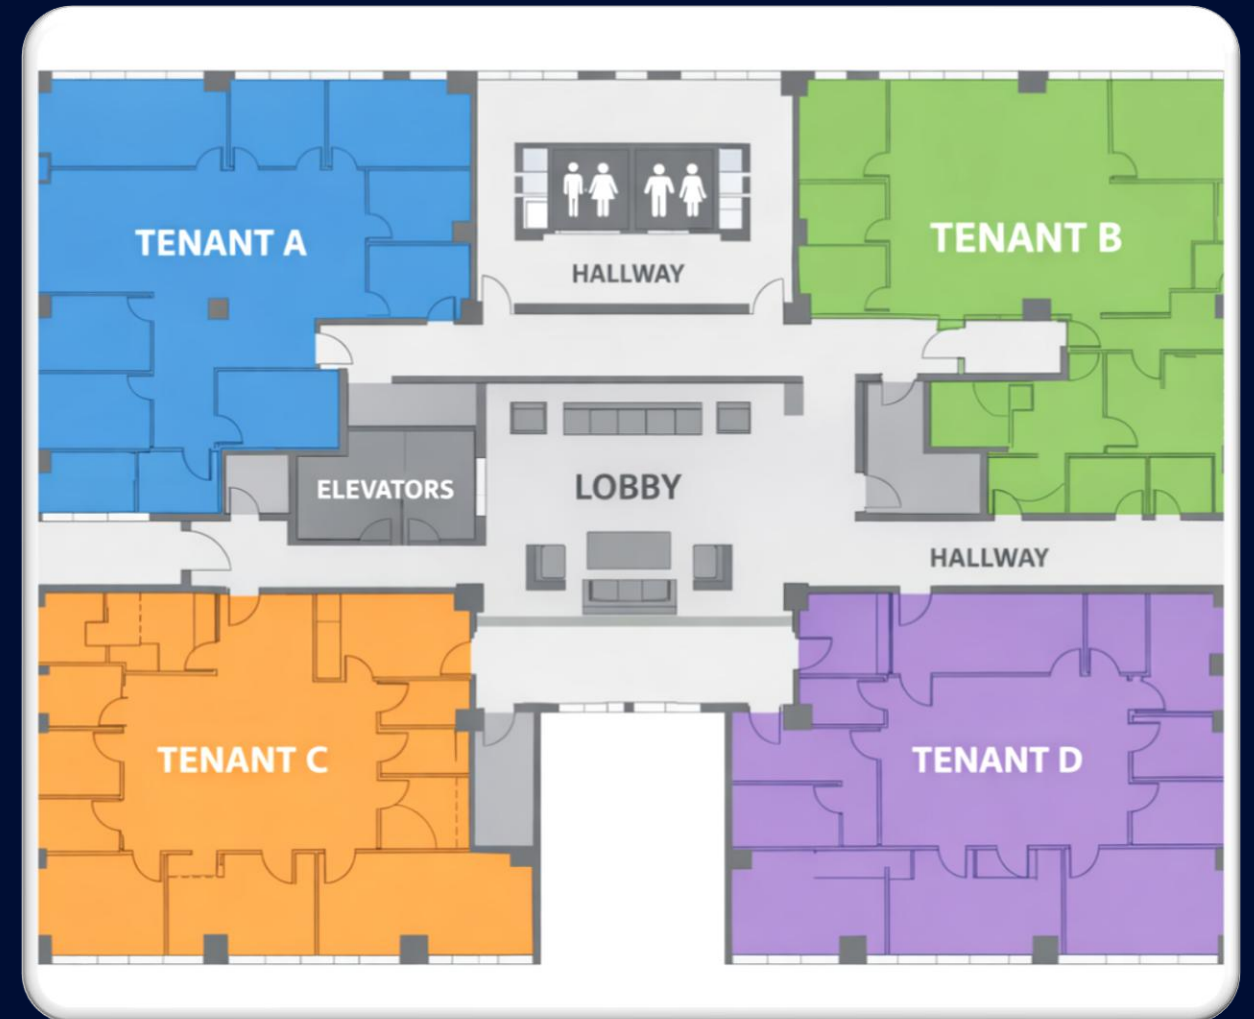 TENANT A
TENANT B
HALLWAY
ELEVATORS
LOBBY
HALLWAY
TENANT C
TENANT D